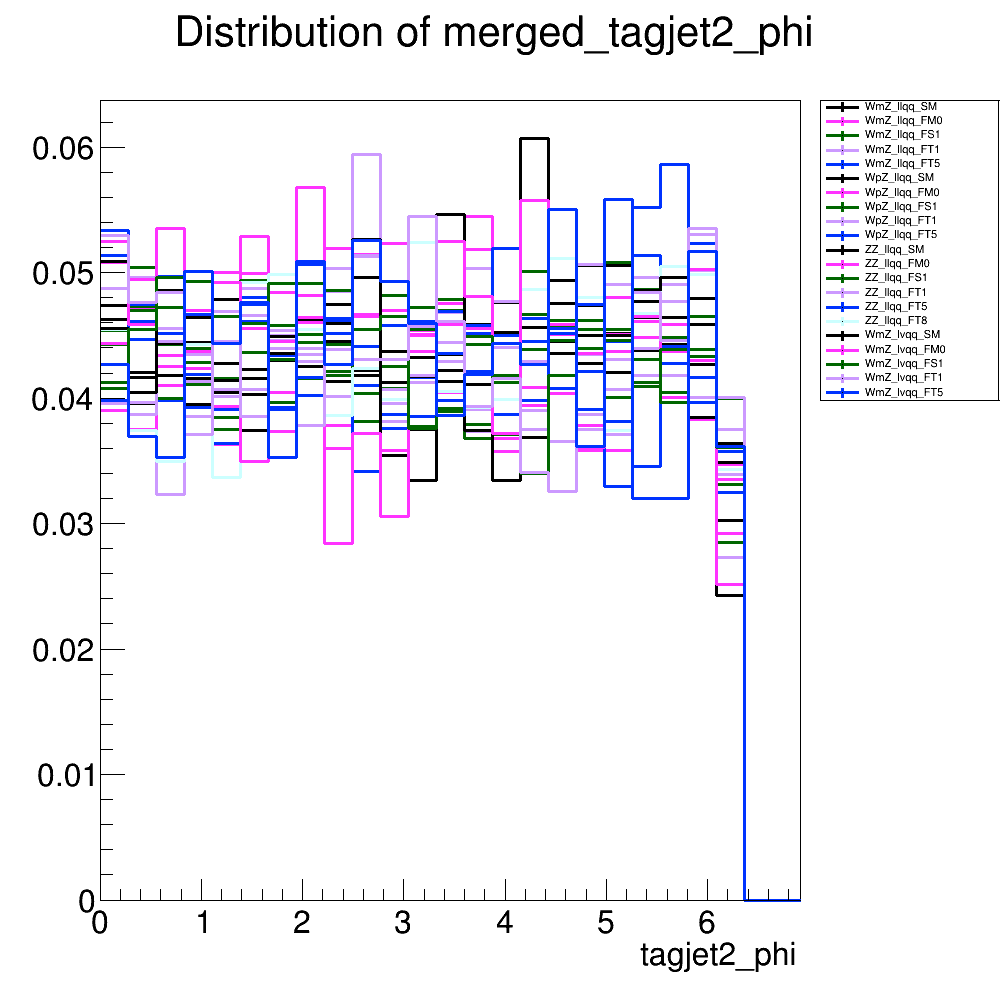 Distribution of merged_tagjet2_phi
WmZ_llqq_SM
WmZ_llqq_FM0
WmZ_llqq_FS1
WmZ_llqq_FT1
WmZ_llqq_FT5
WpZ_llqq_SM
WpZ_llqq_FM0
WpZ_llqq_FS1
WpZ_llqq_FT1
WpZ_llqq_FT5
ZZ_llqq_SM
ZZ_llqq_FM0
ZZ_llqq_FS1
ZZ_llqq_FT1
ZZ_llqq_FT5
ZZ_llqq_FT8
WmZ_lvqq_SM
WmZ_lvqq_FM0
WmZ_lvqq_FS1
WmZ_lvqq_FT1
WmZ_lvqq_FT5
0.06
0.05
0.04
0.03
0.02
0.01
0
0 1 2 3 4 5 6
tagjet2_phi